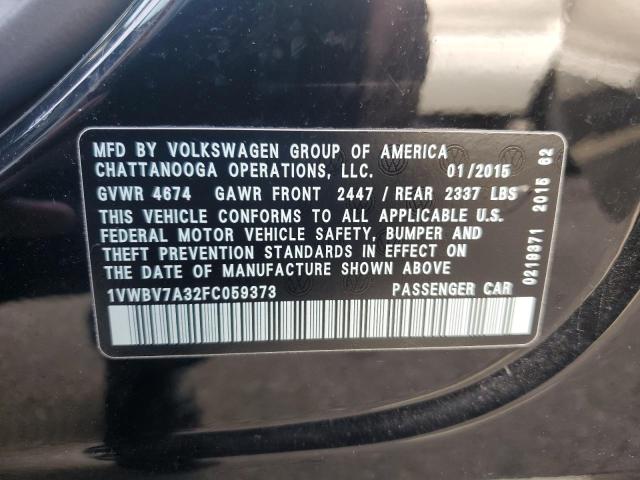 MFD BY VOLKSWAGEN GROUP OF AMERICA
CHATTANOOGA OPERATIONS, LLC. 01/2015
GVWR 4674 GAWR FRONT 2447 / REAR 2337 LBS
THIS VEHICLE CONFORMS TO ALL APPLICABLE U.S.
FEDERAL MOTOR VEHICLE SAFETY, BUMPER AND
THEFT PREVENTION STANDARDS IN EFFECT ON
THE DATE OF MANUFACTURE SHOWN ABOVE
1VWBV7A32FC059373 PASSENGER CAR
0219371 2015 62